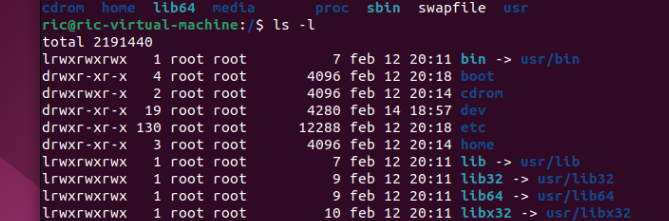 cdrom home lib64 media proc sbin swapfile usr
ric@ric-virtual-machine:/$ ls -l
total 2191440
lrwxrwxrwx 1 root root 7 feb 12 20:11 bin -> usr/bin
drwxr-xr-x 4 root root 4096 feb 12 20:18 boot
drwxr-xr-x 2 root root 4096 feb 12 20:14 cdrom
drwxr-xr-x 19 root root 4280 feb 14 18:57 dev
drwxr-xr-x 130 root root 12288 feb 12 20:18 etc
drwxr-xr-x 3 root root 4096 feb 12 20:14 home
lrwxrwxrwx 1 root root 7 feb 12 20:11 lib -> usr/lib
lrwxrwxrwx 1 root root 9 feb 12 20:11 lib32 -> usr/lib32
lrwxrwxrwx 1 root root 9 feb 12 20:11 lib64 -> usr/lib64
lrwxrwxrwx 1 root root 10 feb 12 20:11 libx32 -> usr/libx32